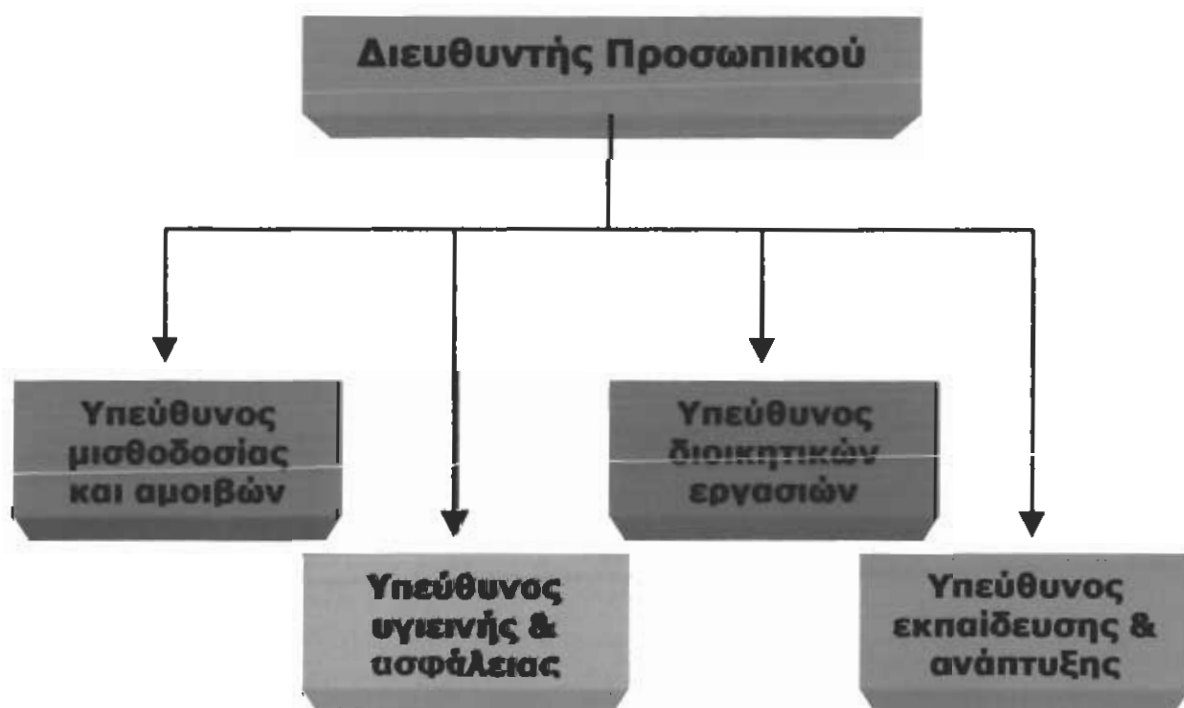 Διευθυντής Προσωπικού
Υπεύθυνος
μισθοδοσίας
και αμοιβών
Υπεύθυνος
διοικητικών
εργασιών
Υπεύθυνος
υγιεινής &
ασφάλειας
Υπεύθυνος
εκπαίδευσης &
ανάπτυξης